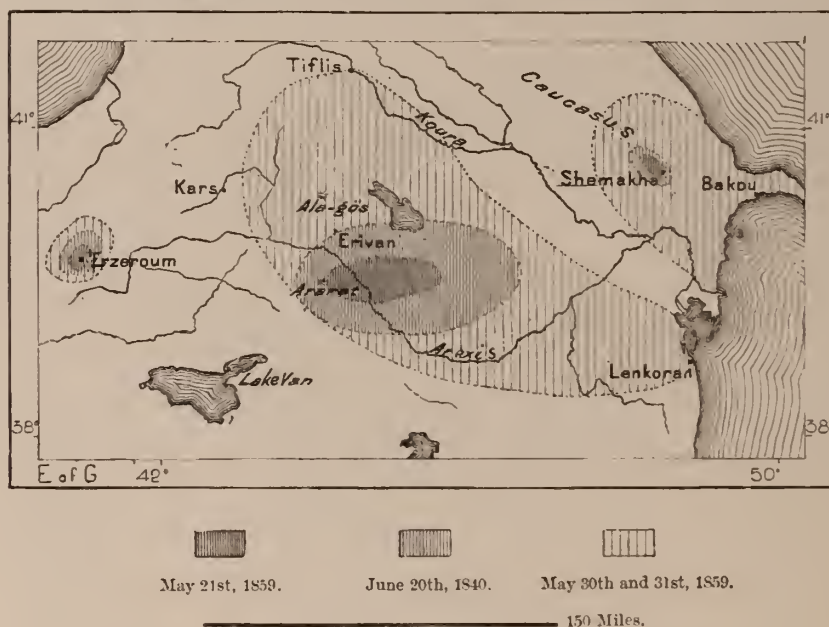 Tiflis
Caucasus
41°
41°
Koura
Kars
Shemakha
Bakou
Ala-gös
Erivan
Erzeroum
Ararat
Araxes
Lenkoran
Lake Van
38°
38°
E of G
42°
50°
May 21st, 1859.
June 20th, 1840.
May 30th and 31st, 1859.
150 Miles.